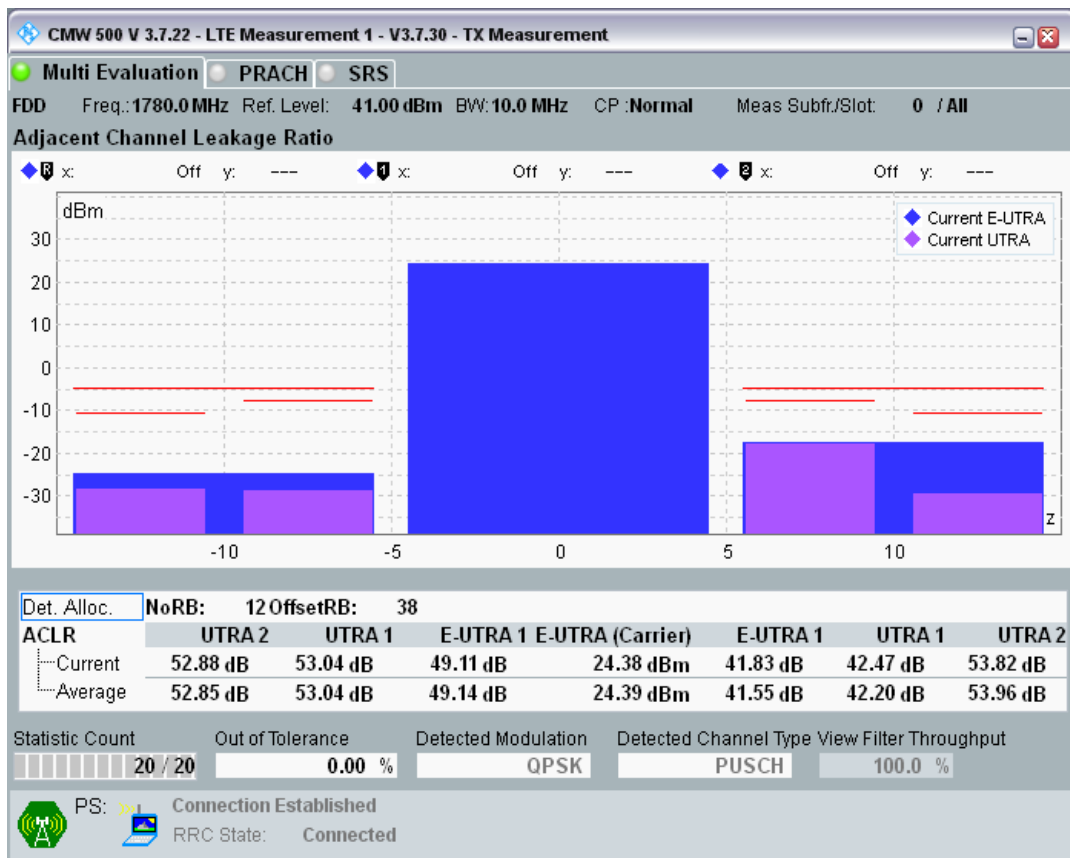 CMW 500 V 3.7.22 - LTE Measurement 1 - V3.7.30 - TX Measurement
Multi Evaluation PRACH SRS
FDD Freq.: 1780.0 MHz Ref. Level: 41.00 dBm BW: 10.0 MHz CP :Normal Meas Subfr./Slot: 0 / All
Adjacent Channel Leakage Ratio
R x: Off y: --- 1 x: Off y: --- 2 x: Off y: ---
dBm
Current E-UTRA
Current UTRA
30
20
10
0
-10
-20
-30
z
-10 -5 0 5 10
Det. Alloc. NoRB: 12 OffsetRB: 38
ACLR UTRA 2 UTRA 1 E-UTRA 1 E-UTRA (Carrier) E-UTRA 1 UTRA 1 UTRA 2
Current 52.88 dB 53.04 dB 49.11 dB 24.38 dBm 41.83 dB 42.47 dB 53.82 dB
Average 52.85 dB 53.04 dB 49.14 dB 24.39 dBm 41.55 dB 42.20 dB 53.96 dB
Statistic Count Out of Tolerance Detected Modulation Detected Channel Type View Filter Throughput
20 / 20 0.00 % QPSK PUSCH 100.0 %
PS: Connection Established
RRC State: Connected